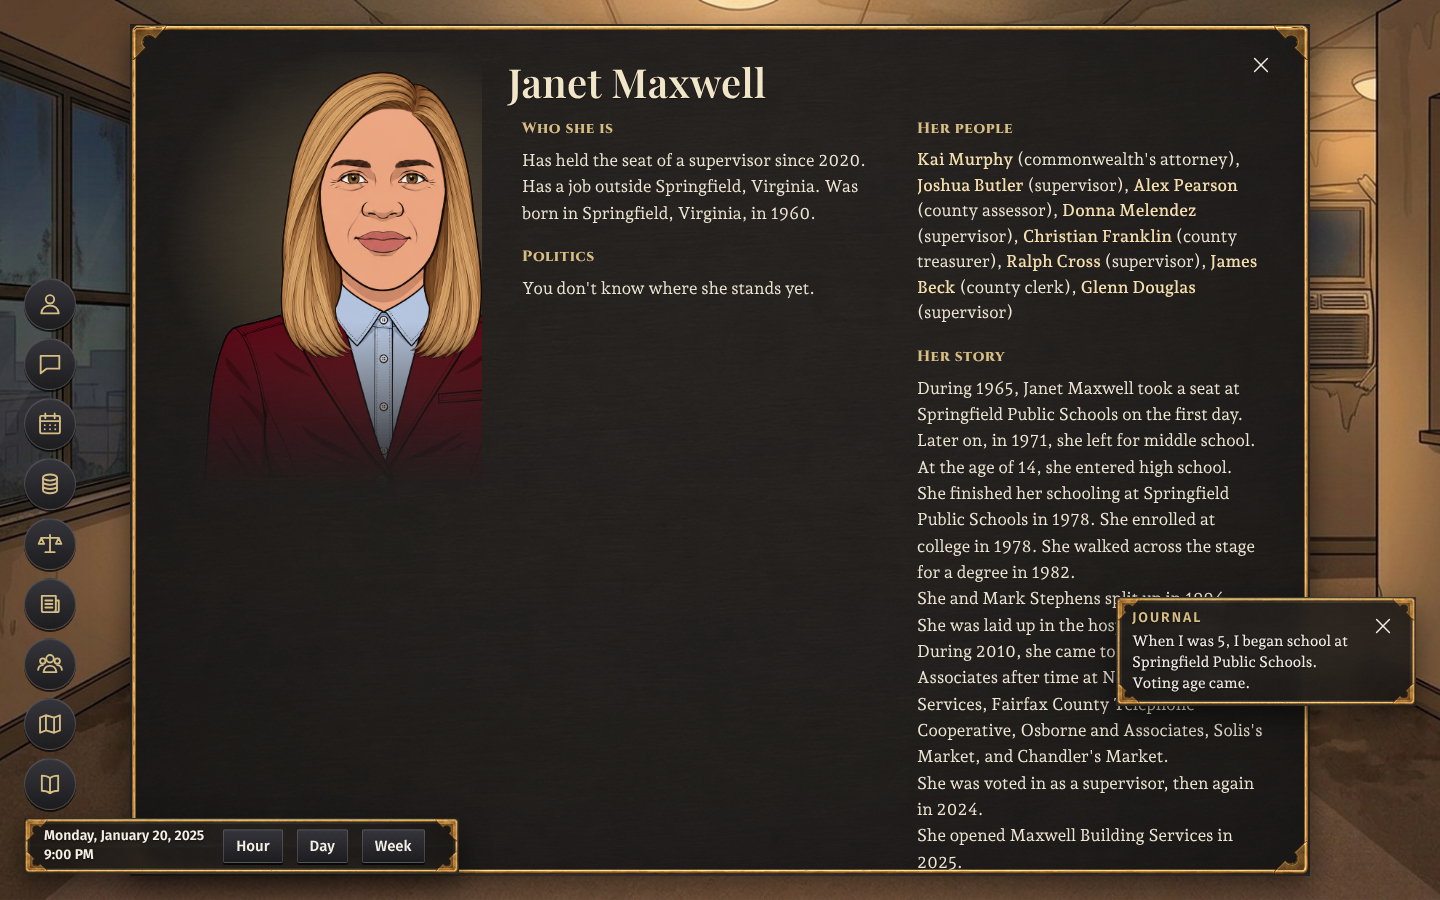 Janet Maxwell
Who she is
Has held the seat of a supervisor since 2020.
Has a job outside Springfield, Virginia. Was
born in Springfield, Virginia, in 1960.
Politics
You don't know where she stands yet.
Her people
Kai Murphy (commonwealth's attorney),
Joshua Butler (supervisor), Alex Pearson
(county assessor), Donna Melendez
(supervisor), Christian Franklin (county
treasurer), Ralph Cross (supervisor), James
Beck (county clerk), Glenn Douglas
(supervisor)
Her story
During 1965, Janet Maxwell took a seat at
Springfield Public Schools on the first day.
Later on, in 1971, she left for middle school.
At the age of 14, she entered high school.
She finished her schooling at Springfield
Public Schools in 1978. She enrolled at
college in 1978. She walked across the stage
for a degree in 1982.
She and Mark Stephens split up in
She was laid up in the
During 2010, she came to
Associates after time at
Services, Fairfax County Telephone
Cooperative, Osborne and Associates, Solis's
Market, and Chandler's Market.
She was voted in as a supervisor, then again
in 2024.
She opened Maxwell Building Services in
2025.
JOURNAL
When I was 5, I began school at
Springfield Public Schools.
Voting age came.
Monday, January 20, 2025
9:00 PM
Hour
Day
Week